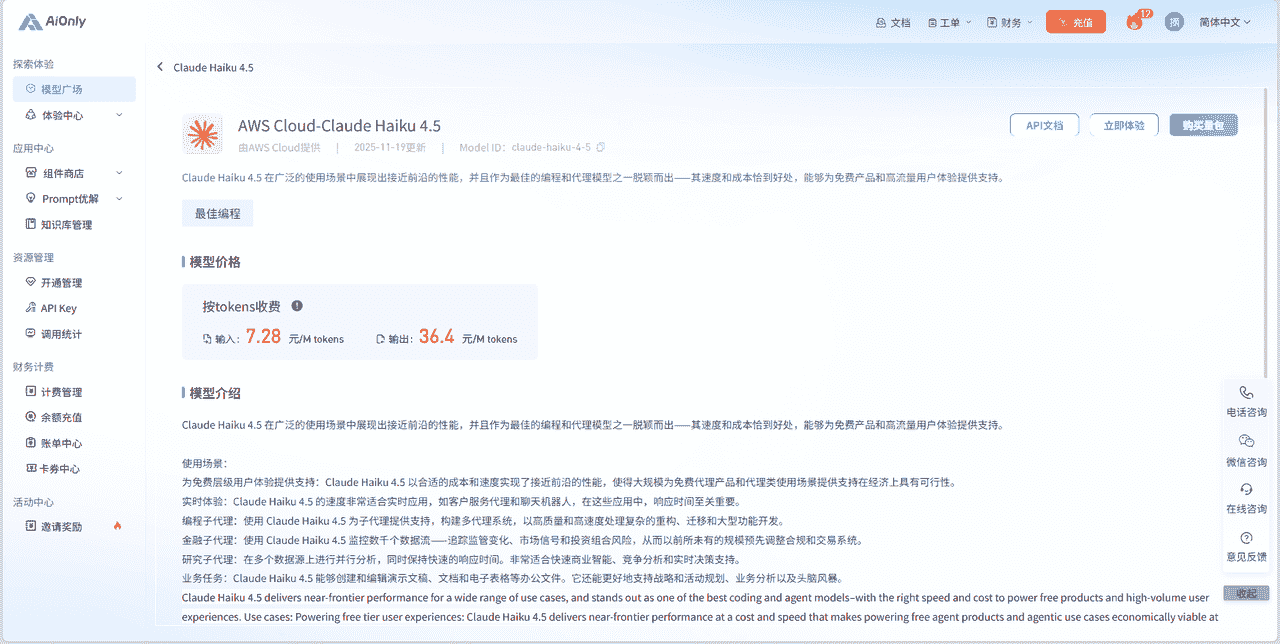 AiOnly
文档
工单
财务
充值
12
简体中文
探索体验
模型广场
体验中心
应用中心
组件商店
Prompt优解
知识库管理
资源管理
开通管理
API Key
调用统计
财务计费
计费管理
余额充值
账单中心
卡券中心
活动中心
邀请奖励
Claude Haiku 4.5
AWS Cloud-Claude Haiku 4.5
由AWS Cloud提供 | 2025-11-19更新 | Model ID: claude-haiku-4-5
API文档
立即体验
购买量包
Claude Haiku 4.5 在广泛的使用场景中展现出接近前沿的性能，并且作为最佳的编程和代理模型之一脱颖而出——其速度和成本恰到好处，能够为免费产品和高流量用户体验提供支持。
最佳编程
模型价格
按tokens收费
输入：7.28 元/M tokens 输出：36.4 元/M tokens
模型介绍
Claude Haiku 4.5 在广泛的使用场景中展现出接近前沿的性能，并且作为最佳的编程和代理模型之一脱颖而出——其速度和成本恰到好处，能够为免费产品和高流量用户体验提供支持。
使用场景：
为免费层级用户体验提供支持：Claude Haiku 4.5 以合适的成本和速度实现了接近前沿的性能，使得大规模为免费代理产品和代理类使用场景提供支持在经济上具有可行性。
实时体验：Claude Haiku 4.5 的速度非常适合实时应用，如客户服务代理和聊天机器人，在这些应用中，响应时间至关重要。
编程子代理：使用 Claude Haiku 4.5 为子代理提供支持，构建多代理系统，以高质量和高速度处理复杂的重构、迁移和大型功能开发。
金融子代理：使用 Claude Haiku 4.5 监控数千个数据流——追踪监管变化、市场信号和投资组合风险，从而以前所未有的规模预先调整合规和交易系统。
研究子代理：在多个数据源上进行并行分析，同时保持快速的响应时间。非常适合快速商业智能、竞争分析和实时决策支持。
业务任务：Claude Haiku 4.5 能够创建和编辑演示文稿、文档和电子表格等办公文件。它还能更好地支持战略和活动规划、业务分析以及头脑风暴。
Claude Haiku 4.5 delivers near-frontier performance for a wide range of use cases, and stands out as one of the best coding and agent models–with the right speed and cost to power free products and high-volume user
experiences. Use cases: Powering free tier user experiences: Claude Haiku 4.5 delivers near-frontier performance at a cost and speed that makes powering free agent products and agentic use cases economically viable at
电话咨询
微信咨询
在线咨询
意见反馈
收起